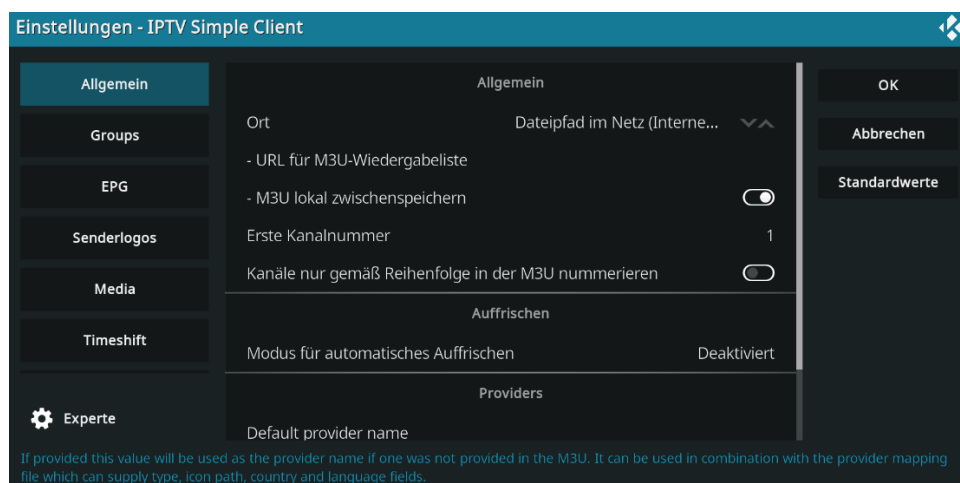 Einstellungen - IPTV Simple Client
Allgemein
Groups
EPG
Senderlogos
Media
Timeshift
Experte
Allgemein
Ort Dateipfad im Netz (Interne...
- URL für M3U-Wiedergabeliste
- M3U lokal zwischenspeichern
Erste Kanalnummer 1
Kanäle nur gemäß Reihenfolge in der M3U nummerieren
Auffrischen
Modus für automatisches Auffrischen Deaktiviert
Providers
Default provider name
OK
Abbrechen
Standardwerte
If provided this value will be used as the provider name if one was not provided in the M3U. It can be used in combination with the provider mapping
file which can supply type, icon path, country and language fields.